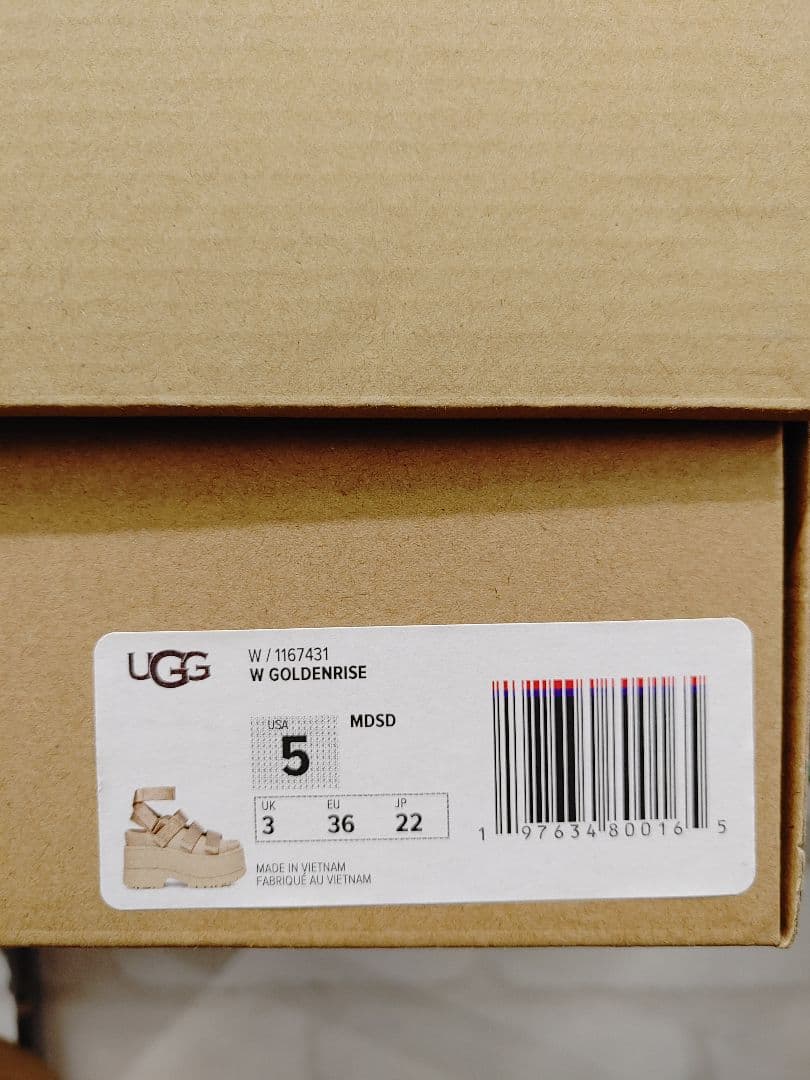 UGG
W / 1167431
W GOLDENRISE
USA
5
MDSD
UK EU JP
3 36 22
MADE IN VIETNAM
FABRIQUÉ AU VIETNAM
1 97634 80016 5